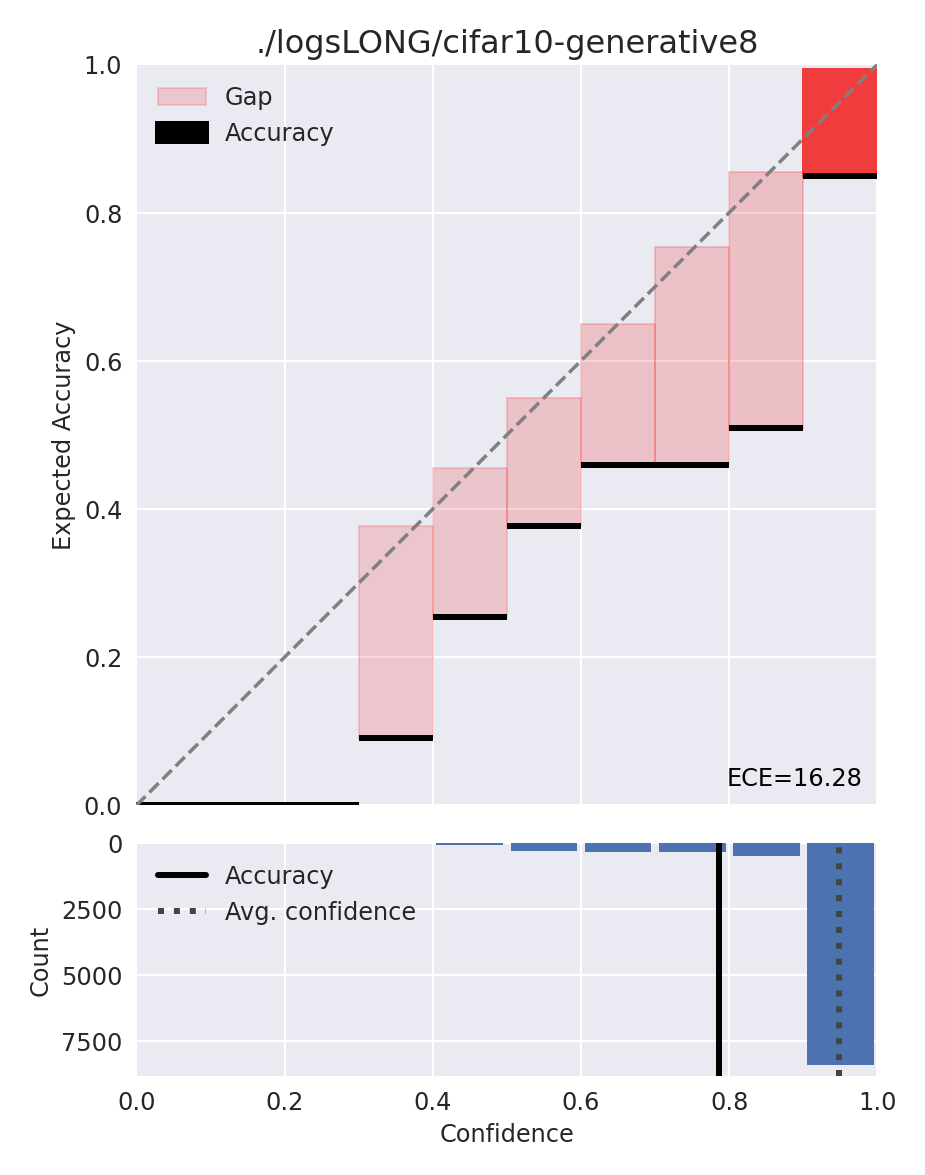 ./logsLONG/cifar10-generative8
1.0
Gap
Accuracy
0.8
0.6
Expected Accuracy
0.4
0.2
ECE=16.28
0.0
0
Accuracy
2500
Avg. confidence
Count
5000
7500
0.0 0.2 0.4 0.6 0.8 1.0
Confidence